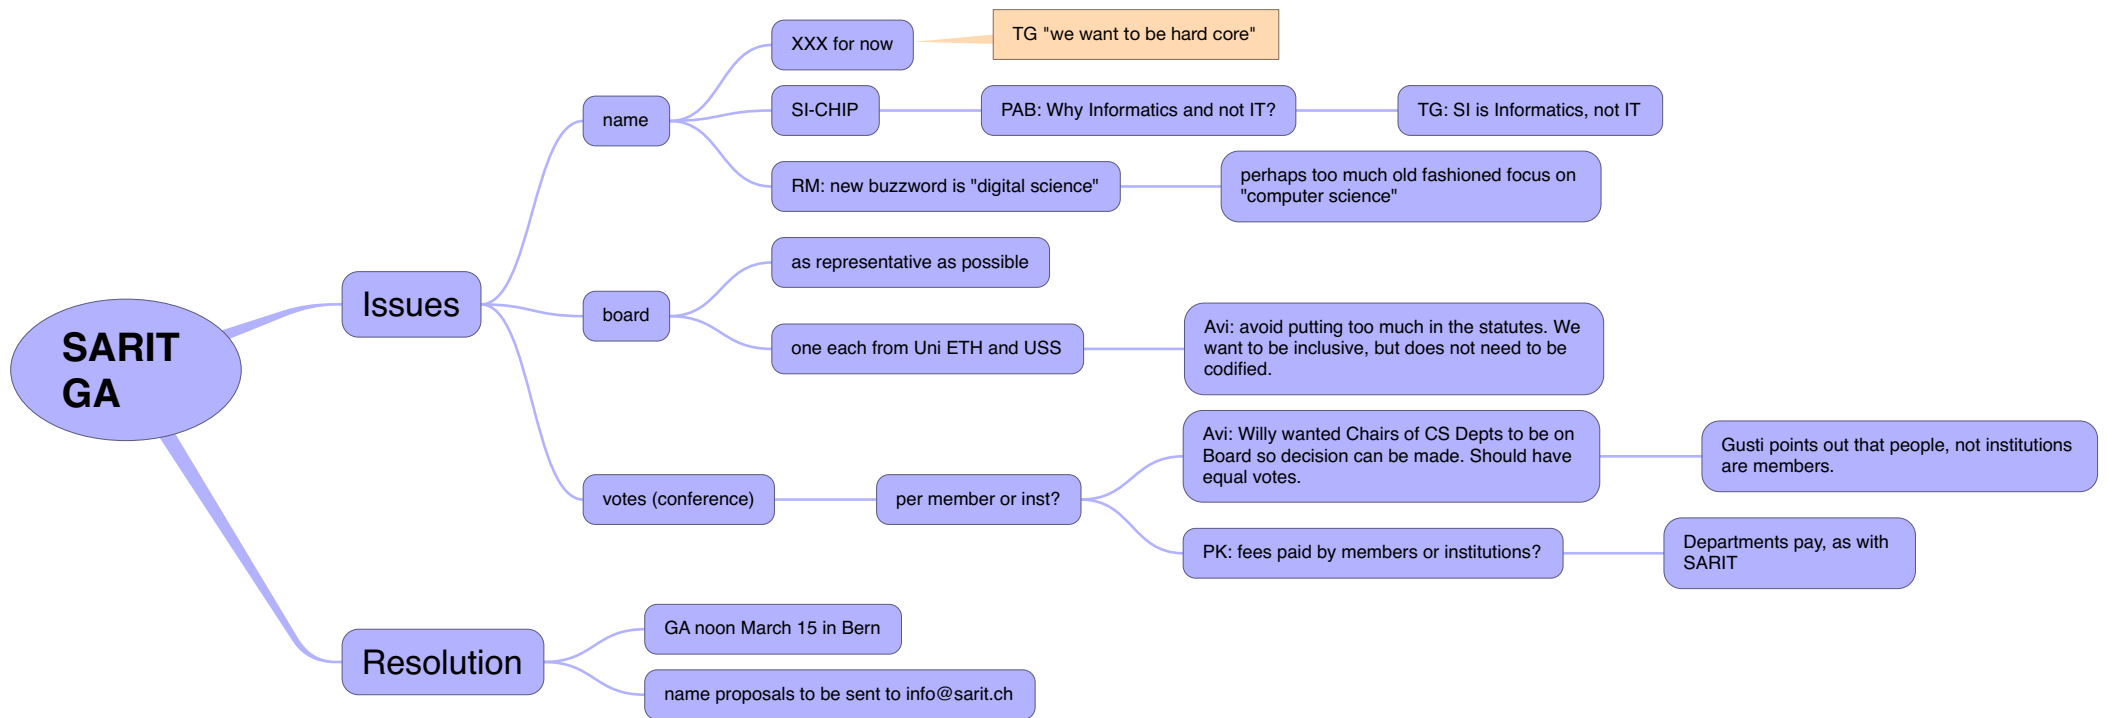 SARIT
GA
Issues
name
XXX for now
TG "we want to be hard core"
SI-CHIP
PAB: Why Informatics and not IT?
TG: SI is Informatics, not IT
RM: new buzzword is "digital science"
perhaps too much old fashioned focus on
"computer science"
board
as representative as possible
one each from Uni ETH and USS
Avi: avoid putting too much in the statutes. We
want to be inclusive, but does not need to be
codified.
votes (conference)
per member or inst?
Avi: Willy wanted Chairs of CS Depts to be on
Board so decision can be made. Should have
equal votes.
Gusti points out that people, not institutions
are members.
PK: fees paid by members or institutions?
Departments pay, as with
SARIT
Resolution
GA noon March 15 in Bern
name proposals to be sent to info@sarit.ch